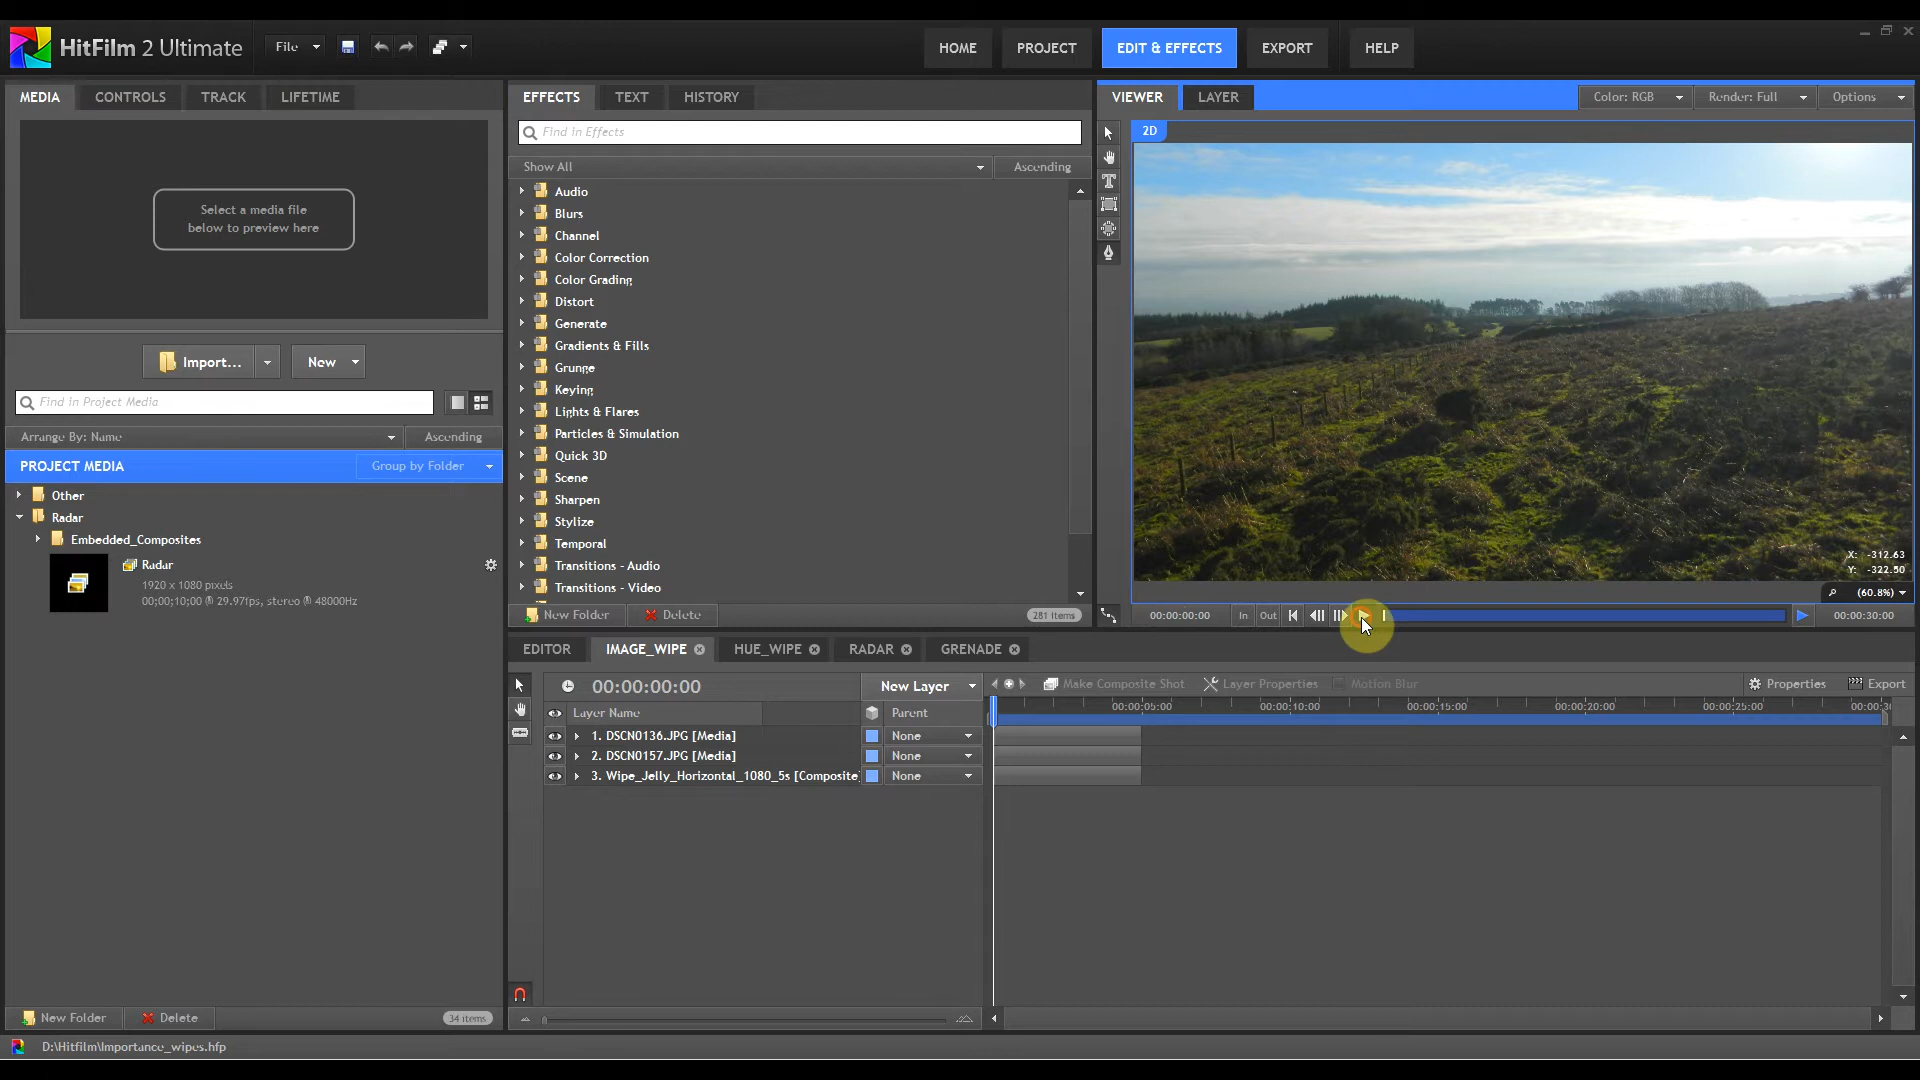 HitFilm 2 Ultimate
File
HOME
PROJECT
EDIT & EFFECTS
EXPORT
HELP
MEDIA
CONTROLS
TRACK
LIFETIME
Select a media file
below to preview here
Import...
New
Find in Project Media
Arrange By: Name
Ascending
PROJECT MEDIA
Group by Folder
Other
Radar
Embedded_Composites
Radar
1920 x 1080 pixels
00;00;10;00 @ 29.97fps, stereo @ 48000Hz
New Folder
Delete
34 items
EFFECTS
TEXT
HISTORY
Find in Effects
Show All
Ascending
Audio
Blurs
Channel
Color Correction
Color Grading
Distort
Generate
Gradients & Fills
Grunge
Keying
Lights & Flares
Particles & Simulation
Quick 3D
Scene
Sharpen
Stylize
Temporal
Transitions - Audio
Transitions - Video
New Folder
Delete
281 items
VIEWER
LAYER
Color: RGB
Render: Full
Options
2D
X: -312.63
Y: -322.50
(60.8%)
00:00:00:00
In
Out
00:00:30:00
EDITOR
IMAGE_WIPE
HUE_WIPE
RADAR
GRENADE
00:00:00:00
New Layer
Make Composite Shot
Layer Properties
Motion Blur
Properties
Export
Layer Name
Parent
00:00:05:00
00:00:10:00
00:00:15:00
00:00:20:00
00:00:25:00
00:00:3
1. DSCN0136.JPG [Media]
None
2. DSCN0157.JPG [Media]
None
3. Wipe_Jelly_Horizontal_1080_5s [Composite
None
D:\Hitfilm\Importance_wipes.hfp